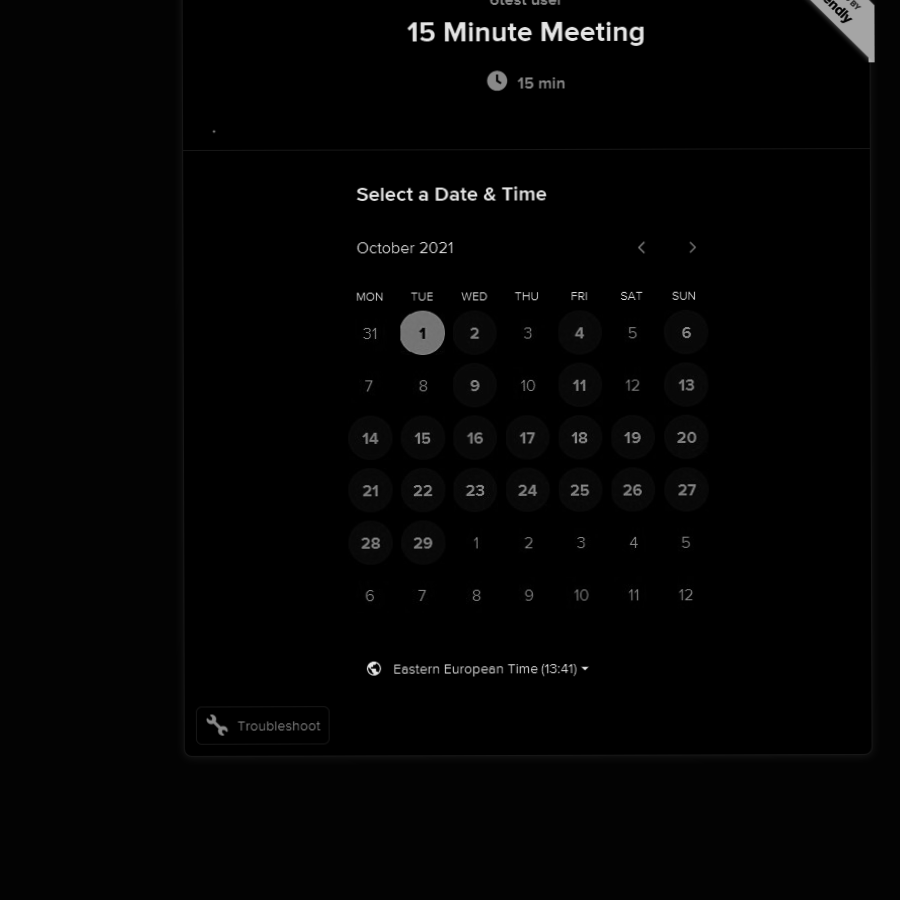 15 Minute Meeting
15 min
Select a Date & Time
October 2021
MON TUE WED THU FRI SAT SUN
31 1 2 3 4 5 6
7 8 9 10 11 12 13
14 15 16 17 18 19 20
21 22 23 24 25 26 27
28 29 1 2 3 4 5
6 7 8 9 10 11 12
Eastern European Time (13:41)
Troubleshoot